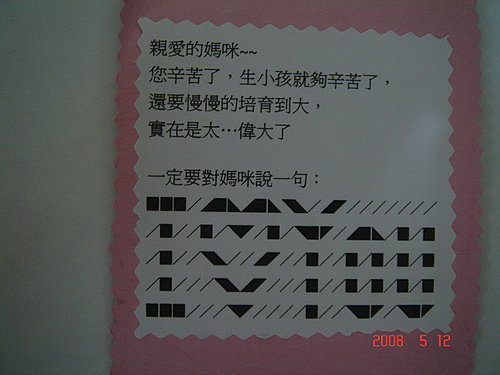 親愛的媽咪~~
您辛苦了，生小孩就夠辛苦了，
還要慢慢的培育到大，
實在是太…偉大了
一定要對媽咪說一句：
2008 5 12